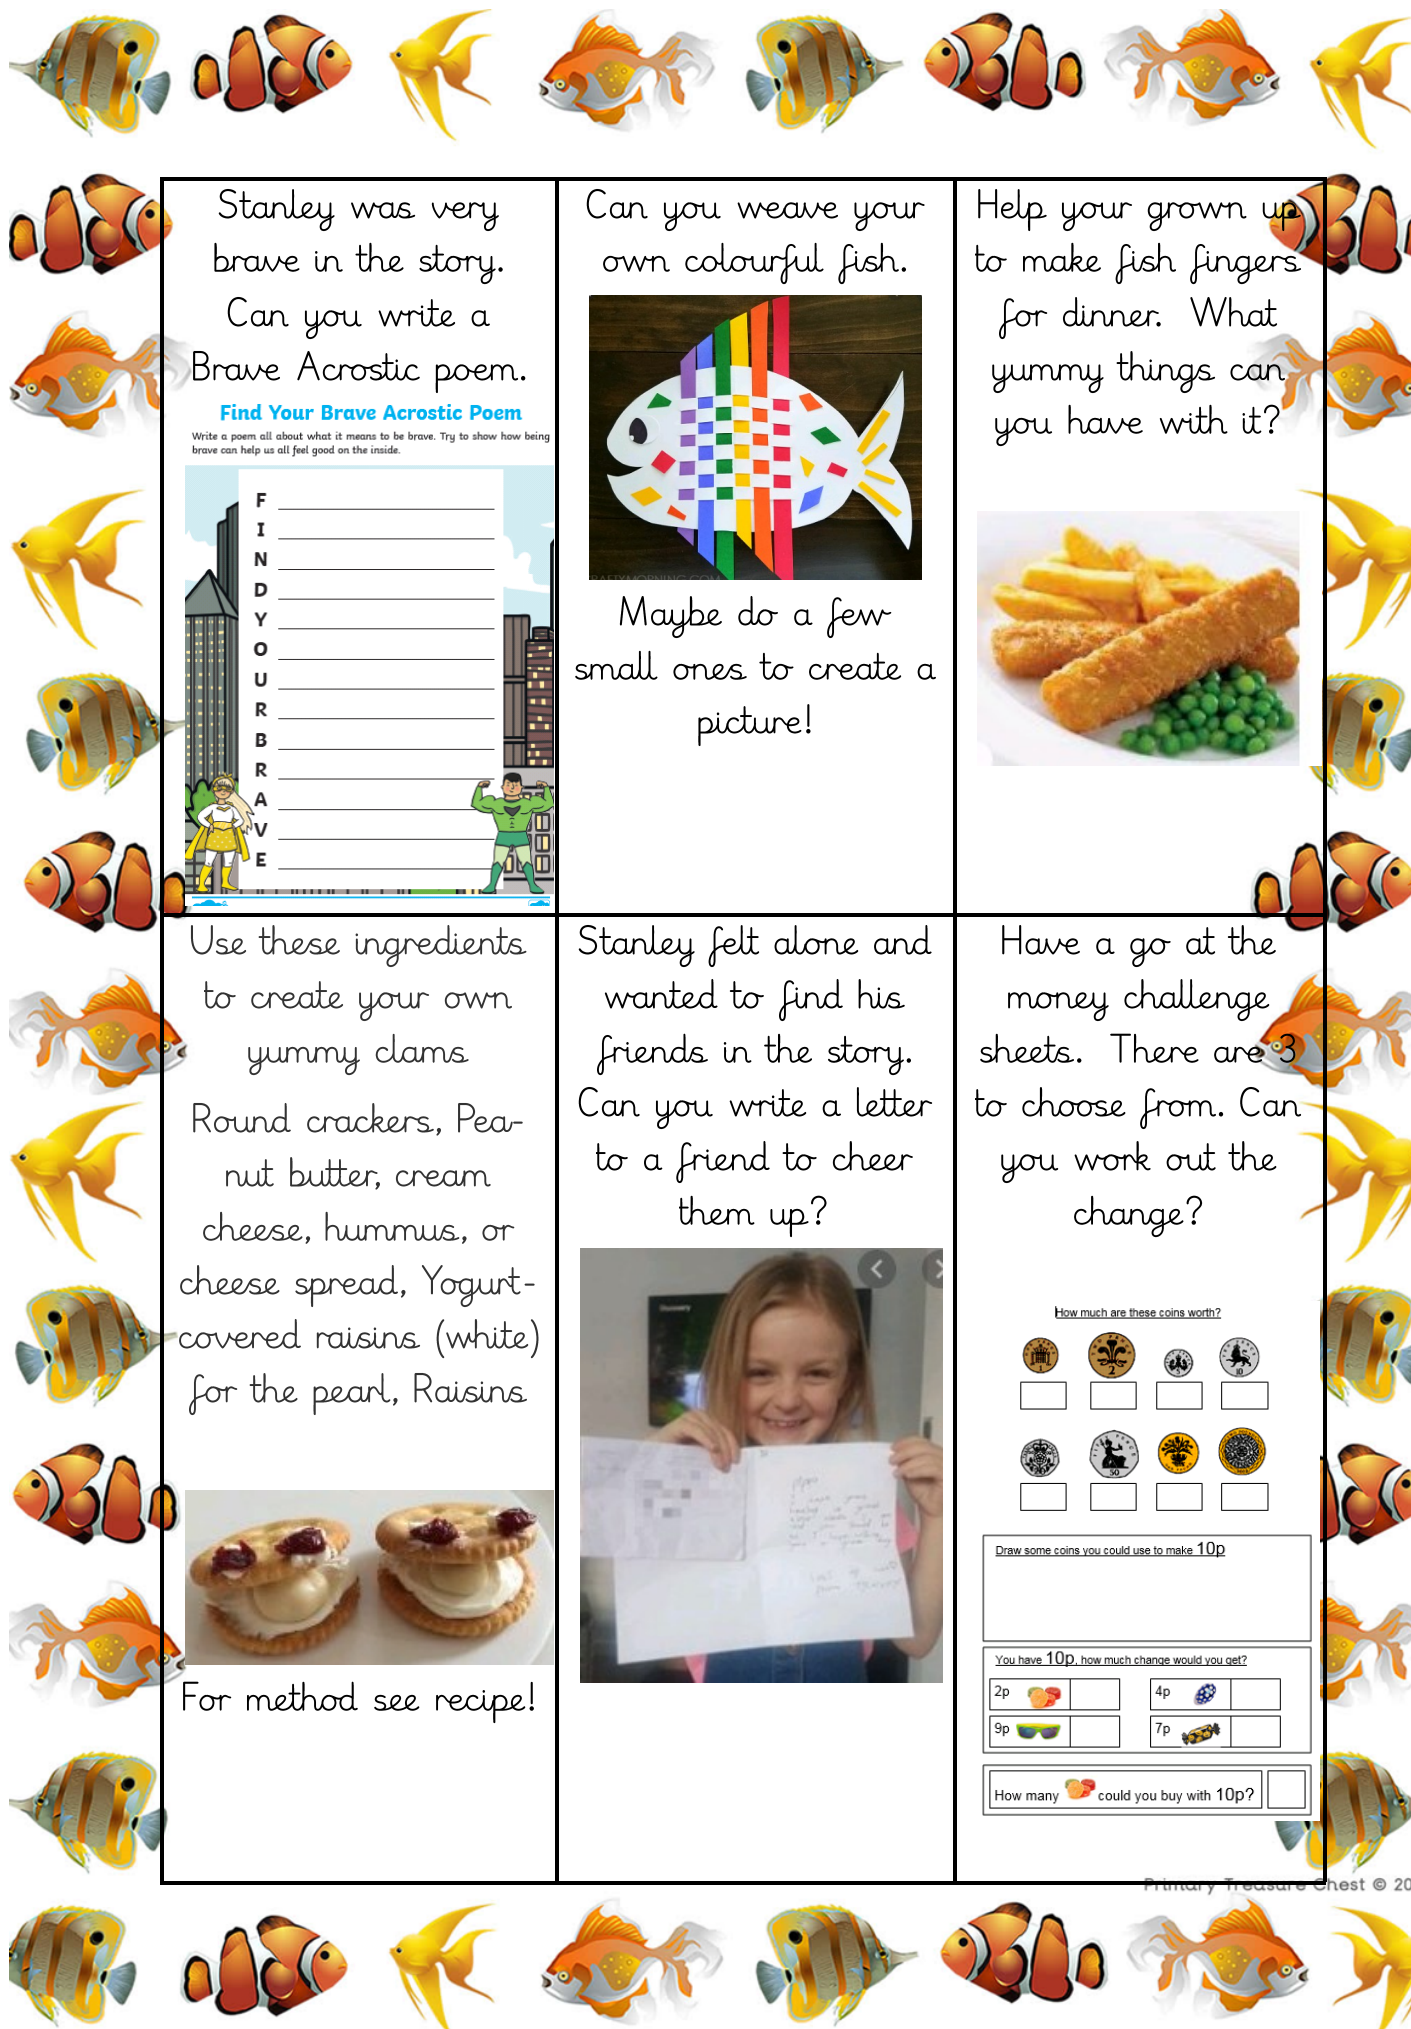 Stanley was very
brave in the story.
Can you write a
Brave Acrostic poem.
Find Your Brave Acrostic Poem
Write a poem all about what it means to be brave. Try to show how being
brave can help us all feel good on the inside.
F
I
N
D
Y
O
U
R
B
R
A
V
E
Can you weave your
own colourful fish.
Maybe do a few
small ones to create a
picture!
Help your grown up
to make fish fingers
for dinner. What
yummy things can
you have with it?
Use these ingredients
to create your own
yummy clams
Round crackers, Pea-
nut butter, cream
cheese, hummus, or
cheese spread, Yogurt-
covered raisins (white)
for the pearl, Raisins
For method see recipe!
Stanley felt alone and
wanted to find his
friends in the story.
Can you write a letter
to a friend to cheer
them up?
Discovery
Have a go at the
money challenge
sheets. There are 3
to choose from. Can
you work out the
change?
How much are these coins worth?
1
2
10
50
Draw some coins you could use to make 10p
You have 10p, how much change would you get?
2p
4p
9p
7p
How many could you buy with 10p?
Primary Treasure Chest © 20